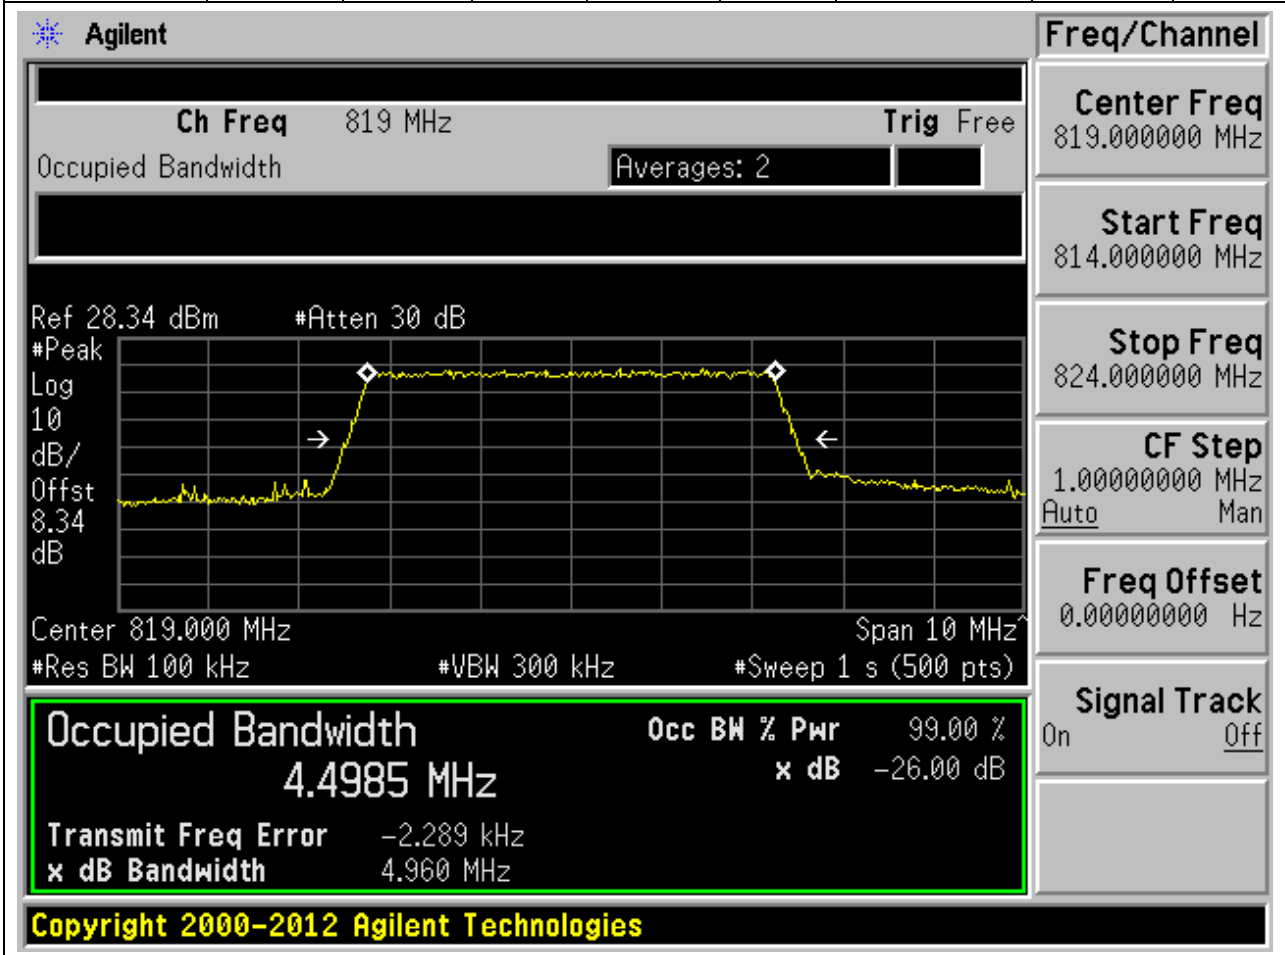 Agilent
Freq/Channel
Ch Freq 819 MHz Trig Free
Occupied Bandwidth Averages: 2
Center Freq
819.000000 MHz
Start Freq
814.000000 MHz
Stop Freq
824.000000 MHz
CF Step
1.00000000 MHz
Auto Man
Freq Offset
0.00000000 Hz
Signal Track
On Off
Ref 28.34 dBm #Atten 30 dB
#Peak
Log
10
dB/
Offst
8.34
dB
Center 819.000 MHz Span 10 MHz^
#Res BW 100 kHz #VBW 300 kHz #Sweep 1 s (500 pts)
Occupied Bandwidth Occ BW % Pwr 99.00 %
4.4985 MHz x dB -26.00 dB
Transmit Freq Error -2.289 kHz
x dB Bandwidth 4.960 MHz
Copyright 2000-2012 Agilent Technologies